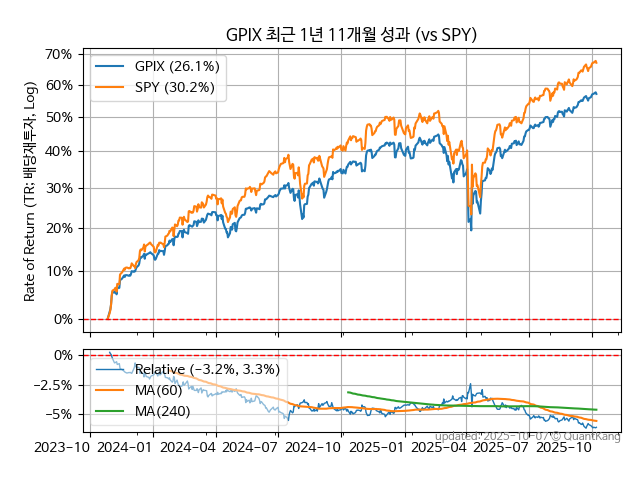 GPIX 최근 1년 11개월 성과 (vs SPY)
Rate of Return (TR: 배당재투자, Log)
70%
60%
50%
40%
30%
20%
10%
0%
GPIX (26.1%)
SPY (30.2%)
0%
−2.5%
−5%
Relative (−3.2%, 3.3%)
MA(60)
MA(240)
updated: 2025-10-07 © QuantKang
2023-10 2024-01 2024-04 2024-07 2024-10 2025-01 2025-04 2025-07 2025-10